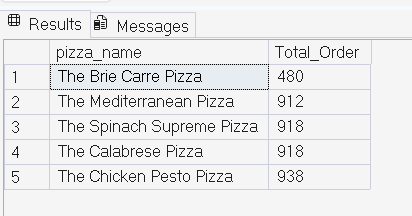 Results Messages
pizza_name Total_Order
1 The Brie Carre Pizza 480
2 The Mediterranean Pizza 912
3 The Spinach Supreme Pizza 918
4 The Calabrese Pizza 918
5 The Chicken Pesto Pizza 938